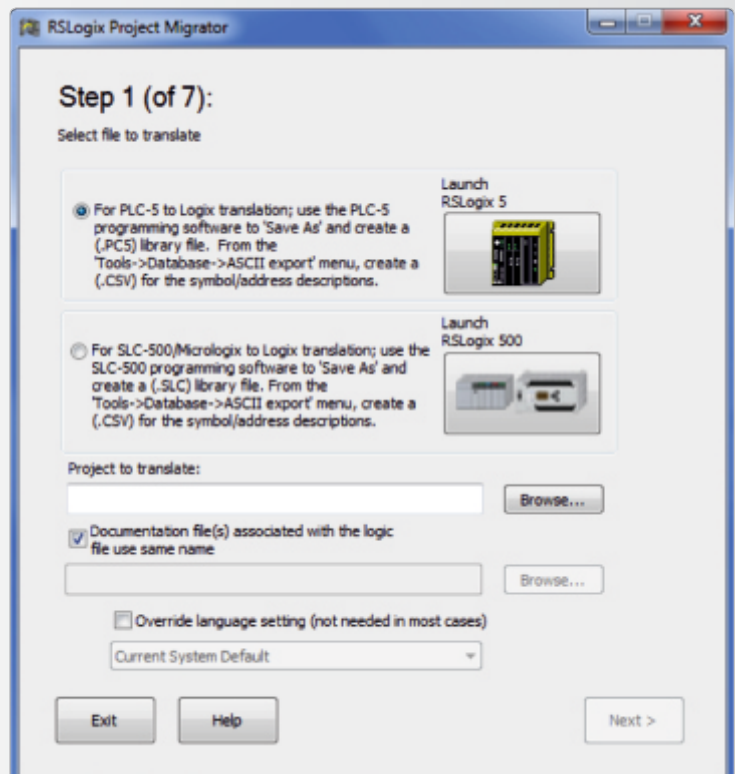 RSLogix Project Migrator
Step 1 (of 7):
Select file to translate
For PLC-5 to Logix translation; use the PLC-5
programming software to 'Save As' and create a
(.PC5) library file. From the
'Tools->Database->ASCII export' menu, create a
(.CSV) for the symbol/address descriptions.
Launch
RSLogix 5
For SLC-500/Micrologix to Logix translation; use the
SLC-500 programming software to 'Save As' and
create a (.SLC) library file. From the
'Tools->Database->ASCII export' menu, create a
(.CSV) for the symbol/address descriptions.
Launch
RSLogix 500
Project to translate:
Browse...
Documentation file(s) associated with the logic
file use same name
Browse...
Override language setting (not needed in most cases)
Current System Default
Exit
Help
Next >